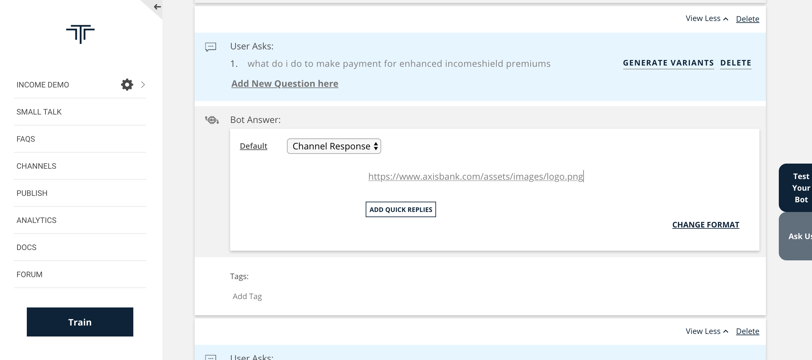 View Less Delete
User Asks:
1. what do i do to make payment for enhanced incomeshield premiums
GENERATE VARIANTS DELETE
Add New Question here
INCOME DEMO
SMALL TALK
FAQS
CHANNELS
PUBLISH
ANALYTICS
DOCS
FORUM
Train
Bot Answer:
Default Channel Response
https://www.axisbank.com/assets/images/logo.png
ADD QUICK REPLIES
CHANGE FORMAT
Tags:
Add Tag
View Less Delete
User Asks:
Test
Your
Bot
Ask Us